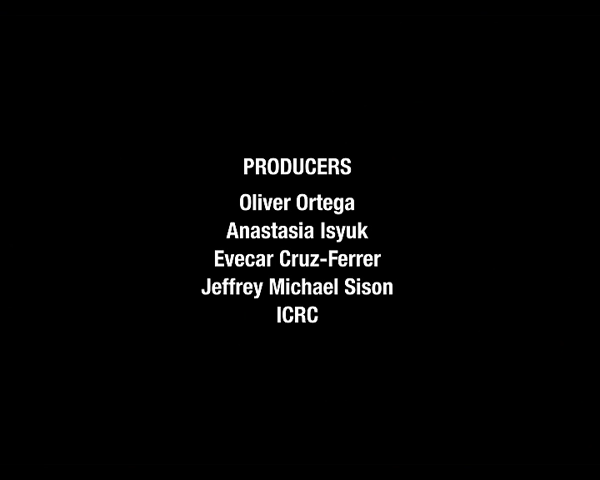 PRODUCERS
Oliver Ortega
Anastasia Isyuk
Evecar Cruz-Ferrer
Jeffrey Michael Sison
ICRC